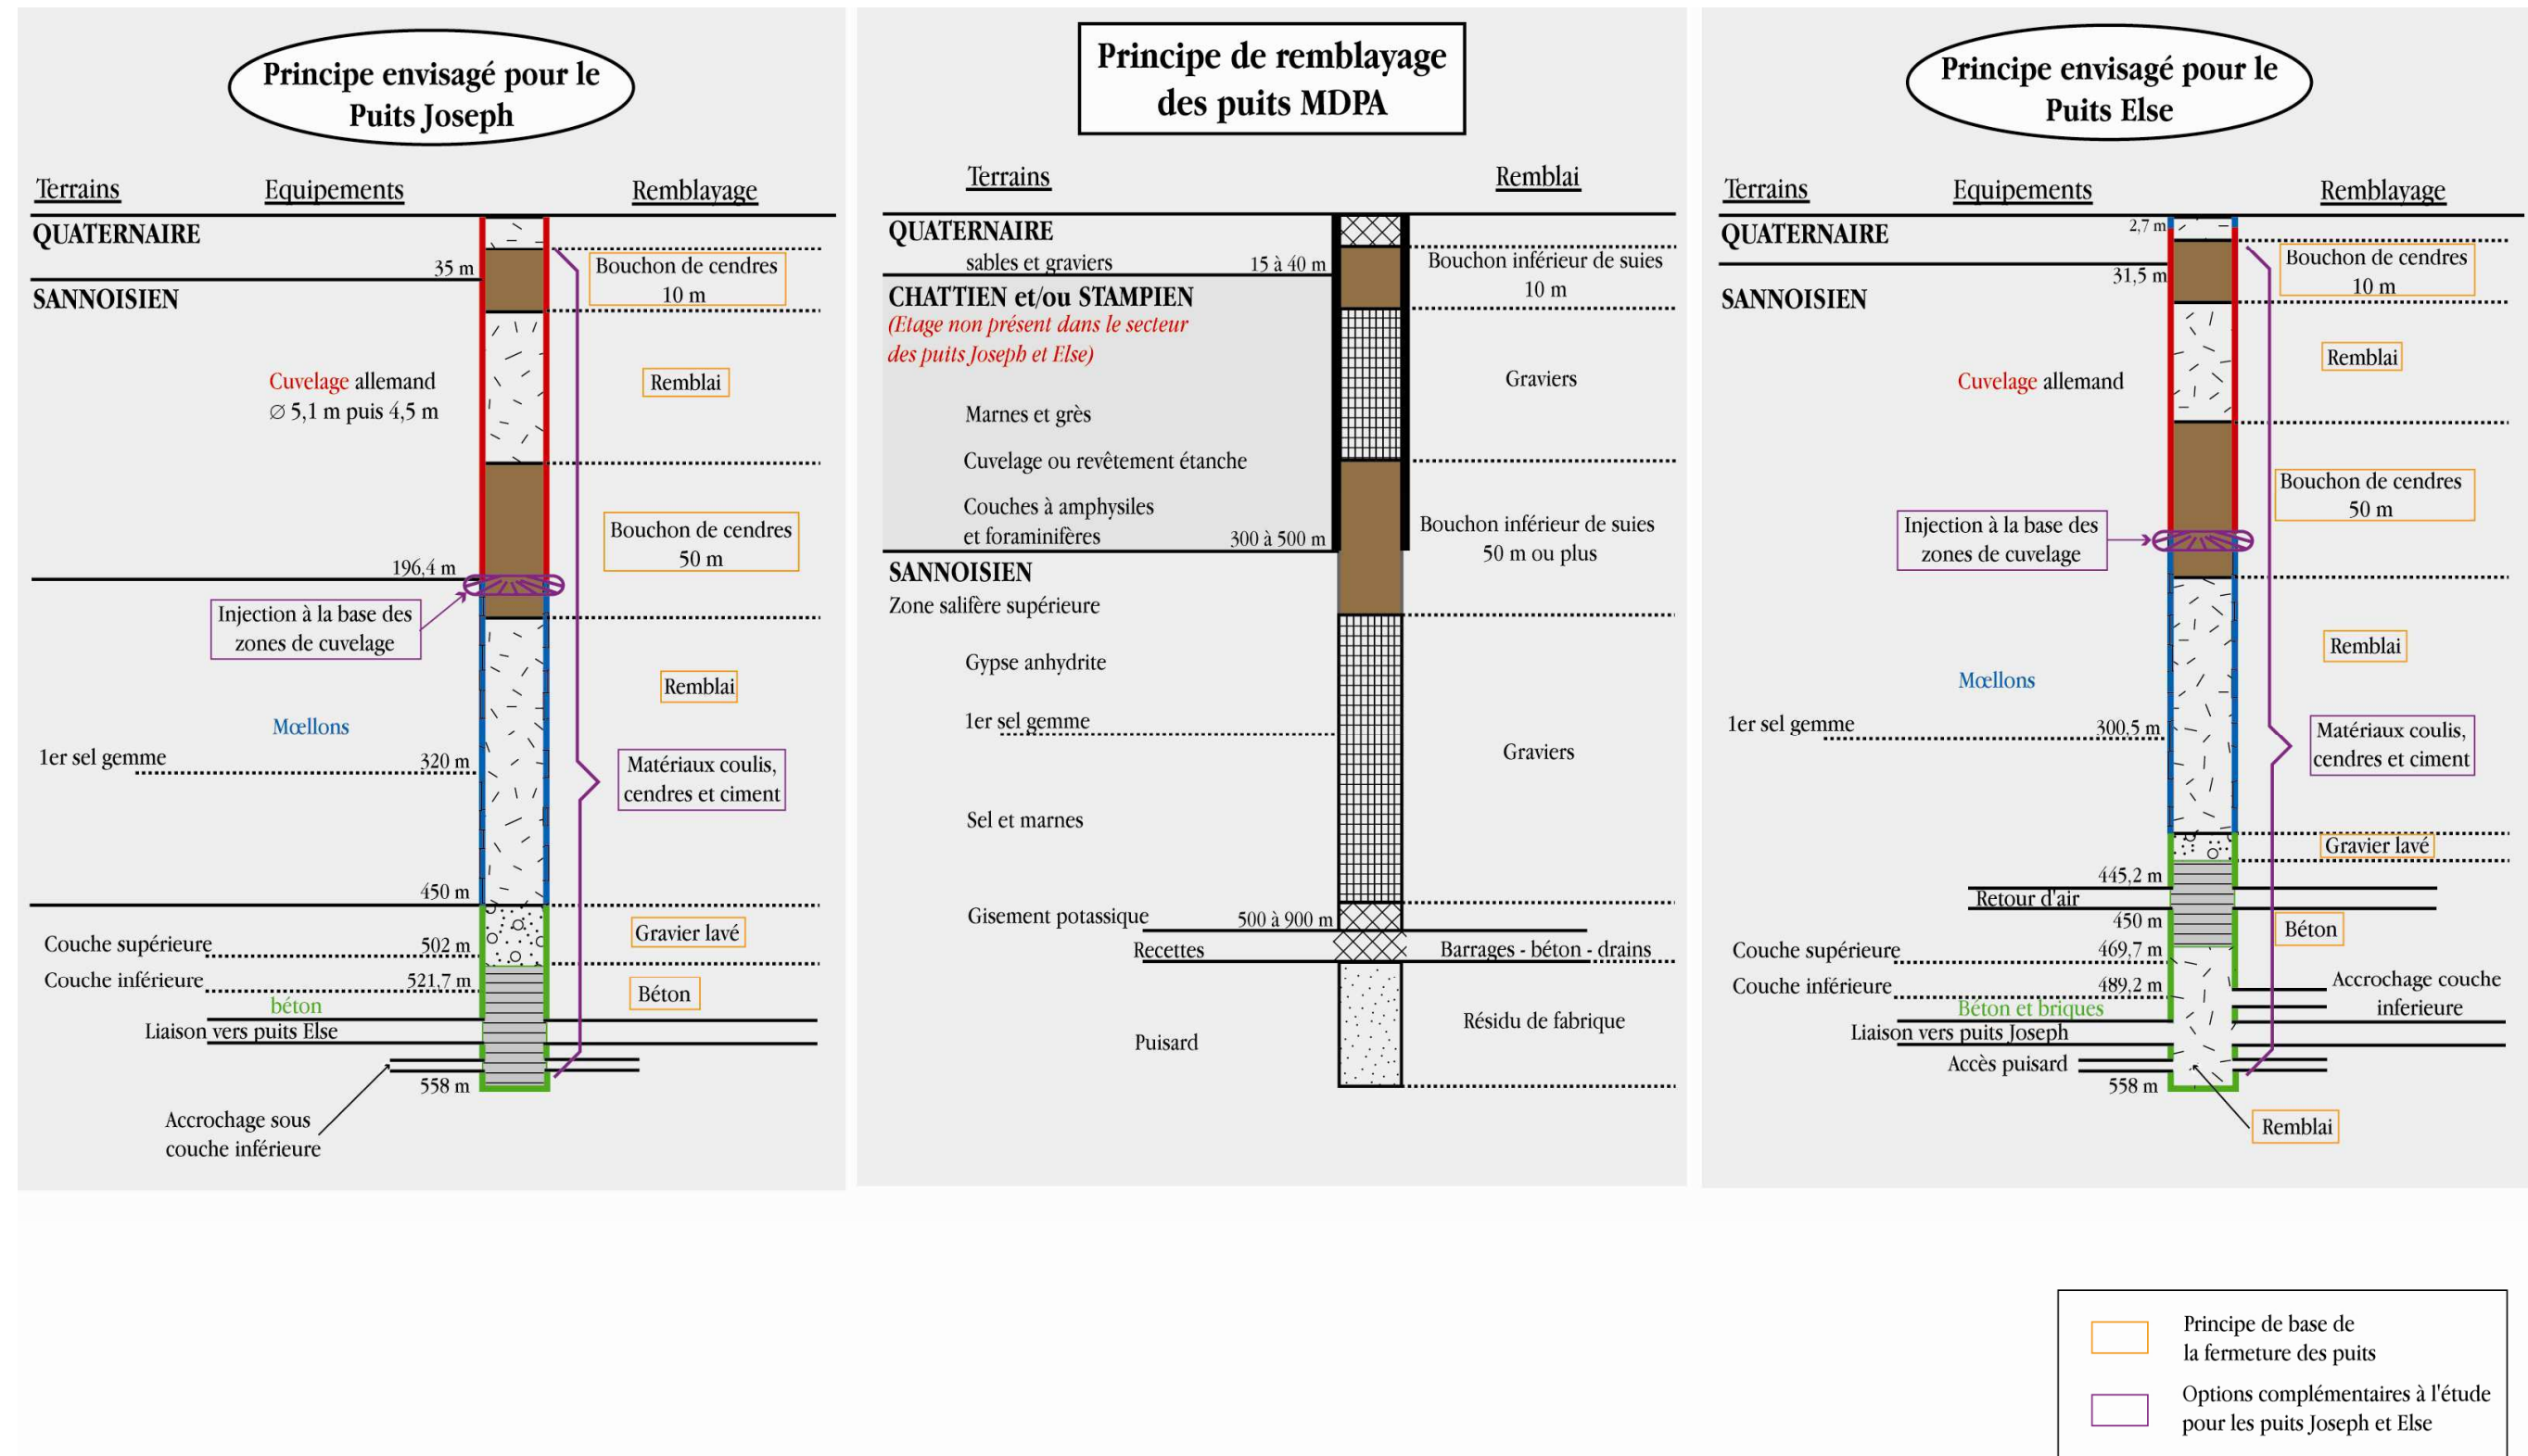 Principe envisagé pour le
Puits Joseph
Terrains
Equipements
Remblayage
QUATERNAIRE
35 m
Bouchon de cendres
10 m
SANNOISIEN
Cuvelage allemand
∅ 5,1 m puis 4,5 m
Remblai
Bouchon de cendres
50 m
196,4 m
Injection à la base des
zones de cuvelage
Remblai
Mœllons
1er sel gemme
320 m
Matériaux coulis,
cendres et ciment
450 m
Gravier lavé
Couche supérieure
502 m
Couche inférieure
521,7 m
Béton
béton
Liaison vers puits Else
558 m
Accrochage sous
couche inférieure
Principe de remblayage
des puits MDPA
Terrains
Remblai
QUATERNAIRE
sables et graviers
15 à 40 m
Bouchon inférieur de suies
10 m
CHATTIEN et/ou STAMPIEN
(Etage non présent dans le secteur
des puits Joseph et Else)
Graviers
Marnes et grès
Cuvelage ou revêtement étanche
Couches à amphysiles
et foraminifères
300 à 500 m
Bouchon inférieur de suies
50 m ou plus
SANNOISIEN
Zone salifère supérieure
Gypse anhydrite
1er sel gemme
Graviers
Sel et marnes
Gisement potassique
500 à 900 m
Recettes
Barrages - béton - drains
Puisard
Résidu de fabrique
Principe envisagé pour le
Puits Else
Terrains
Equipements
Remblayage
2,7 m
QUATERNAIRE
31,5 m
Bouchon de cendres
10 m
SANNOISIEN
Remblai
Cuvelage allemand
Bouchon de cendres
50 m
Injection à la base des
zones de cuvelage
Remblai
Mœllons
1er sel gemme
300,5 m
Matériaux coulis,
cendres et ciment
Gravier lavé
445,2 m
Retour d'air
450 m
Béton
Couche supérieure
469,7 m
Couche inférieure
489,2 m
Accrochage couche
inferieure
Béton et briques
Liaison vers puits Joseph
Accès puisard
558 m
Remblai
Principe de base de
la fermeture des puits
Options complémentaires à l'étude
pour les puits Joseph et Else